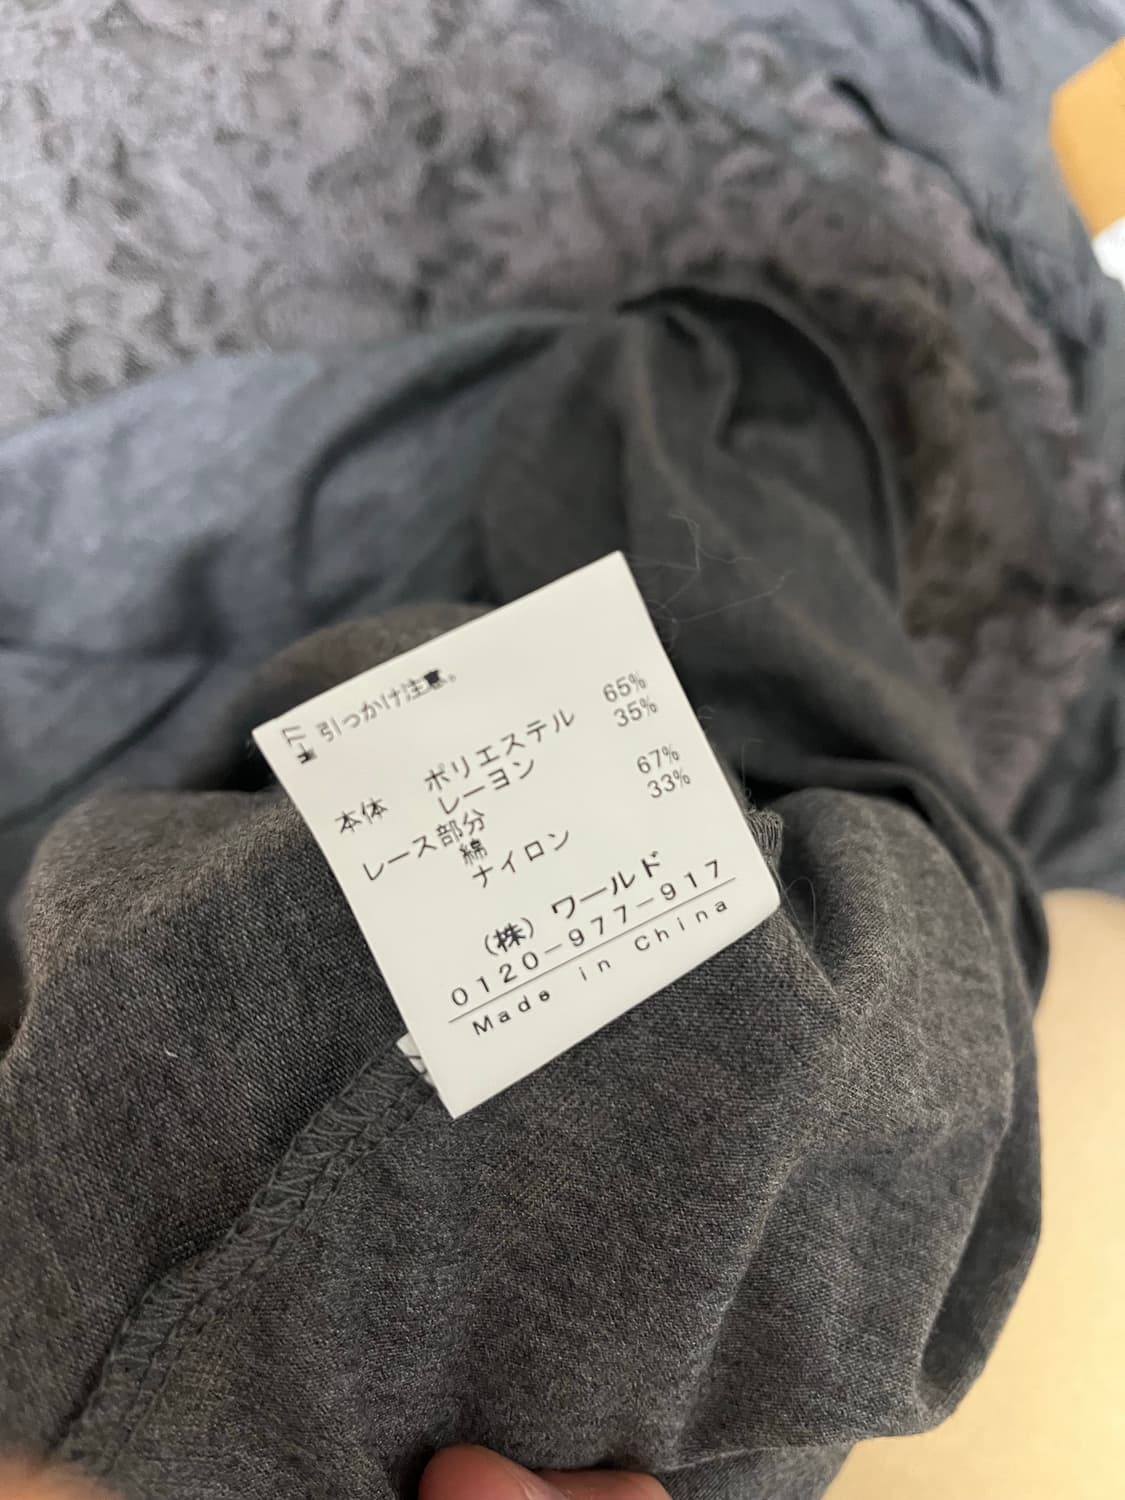 引っかけ注意。
本体 ポリエステル 65%
レーヨン 35%
レース部分
綿 67%
ナイロン 33%
(株)ワールド
0120-977-917
Made in China